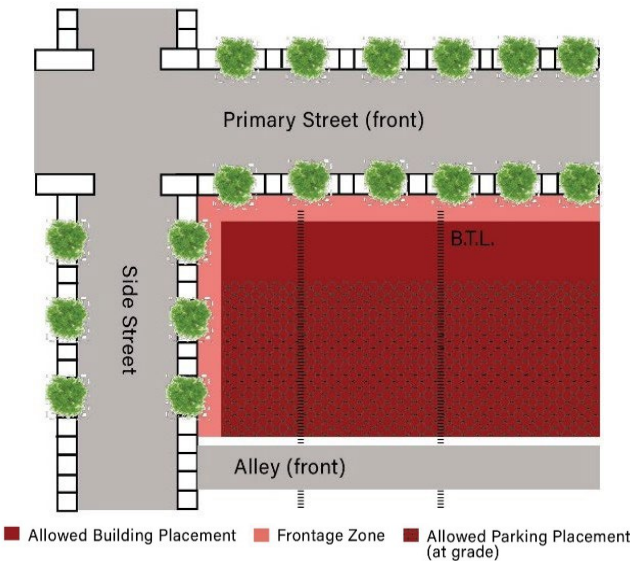 Primary Street (front)
B.T.L.
Side Street
Alley (front)
Allowed Building Placement
Frontage Zone
Allowed Parking Placement
(at grade)